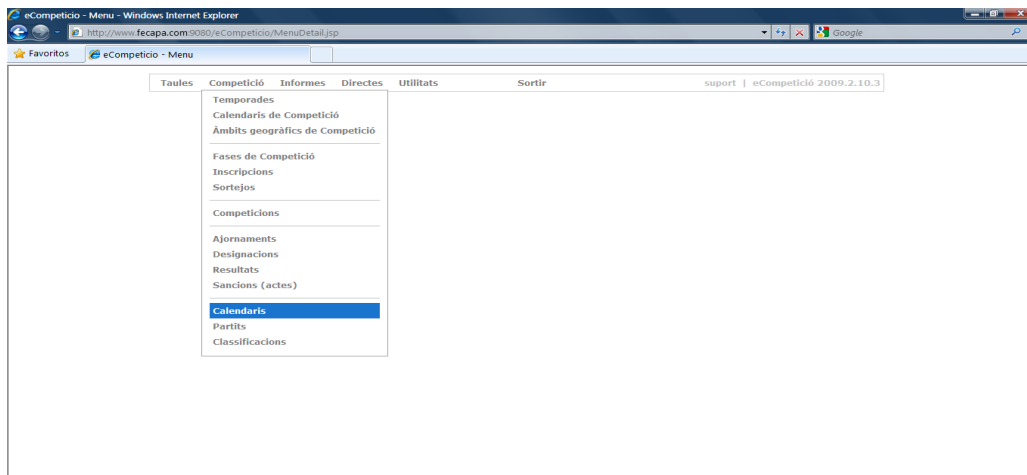 eCompeticio - Menu - Windows Internet Explorer
http://www.fecapa.com:9080/eCompeticio/MenuDetail.jsp
Google
Favoritos
eCompeticio - Menu
Taules Competició Informes Directes Utilitats Sortir suport | eCompetició 2009.2.10.3
Temporades
Calendaris de Competició
Àmbits geogràfics de Competició
Fases de Competició
Inscripcions
Sortejos
Competicions
Ajornaments
Designacions
Resultats
Sancions (actes)
Calendaris
Partits
Classificacions